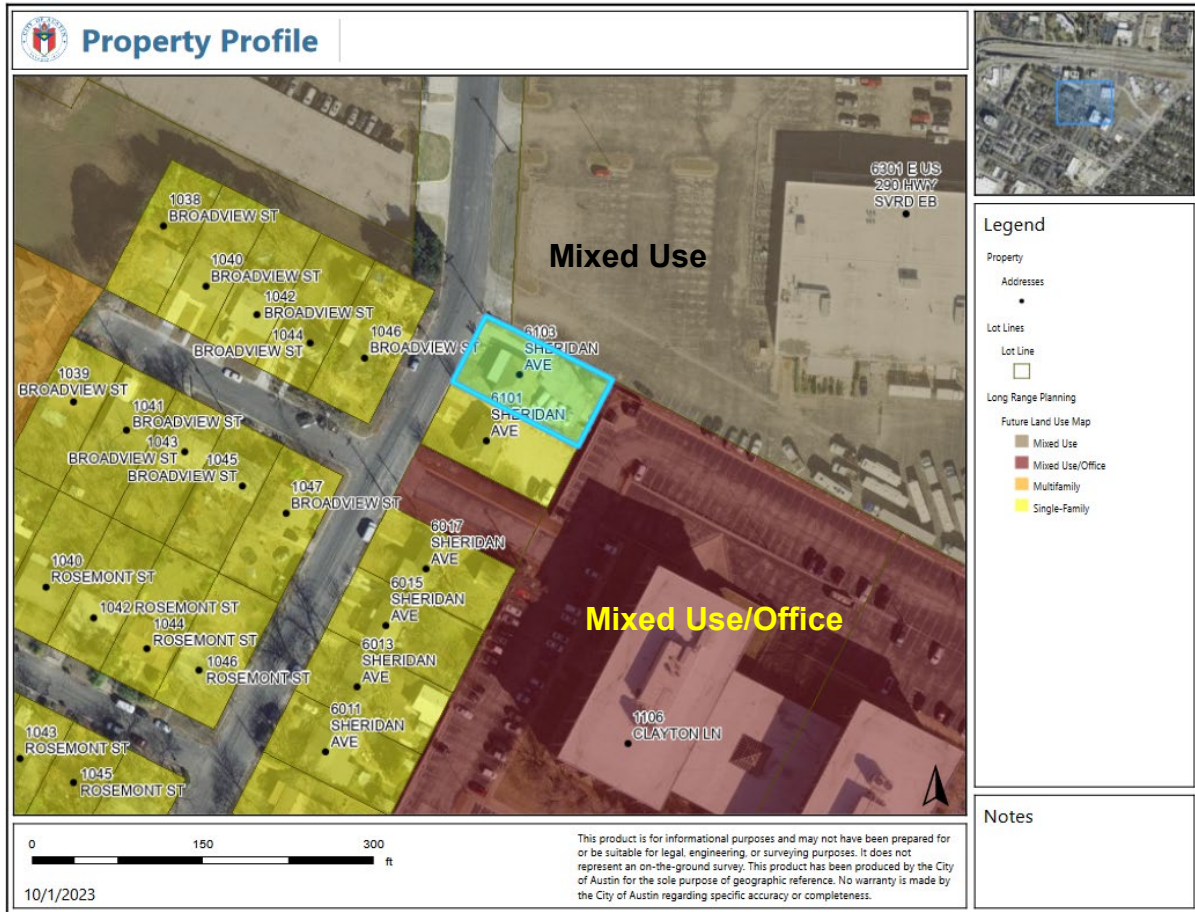 CITY OF AUSTIN
Property Profile
6301 E US
290 HWY
SVRD EB
1038
BROADVIEW ST
Mixed Use
1040
BROADVIEW ST
1042
BROADVIEW ST
1044
BROADVIEW ST
1046
BROADVIEW ST
6103
SHERIDAN
AVE
1039
BROADVIEW ST
6101
SHERIDAN
AVE
1041
BROADVIEW ST
1043
BROADVIEW ST
1045
BROADVIEW ST
1047
BROADVIEW ST
6017
SHERIDAN
AVE
1040
ROSEMONT ST
6015
SHERIDAN
AVE
1042 ROSEMONT ST
1044
ROSEMONT ST
Mixed Use/Office
6013
SHERIDAN
AVE
1046
ROSEMONT ST
6011
SHERIDAN
AVE
1106
CLAYTON LN
1043
ROSEMONT ST
1045
ROSEMONT ST
Legend
Property
Addresses
Lot Lines
Lot Line
Long Range Planning
Future Land Use Map
Mixed Use
Mixed Use/Office
Multifamily
Single-Family
Notes
0 150 300
ft
10/1/2023
This product is for informational purposes and may not have been prepared for
or be suitable for legal, engineering, or surveying purposes. It does not
represent an on-the-ground survey. This product has been produced by the City
of Austin for the sole purpose of geographic reference. No warranty is made by
the City of Austin regarding specific accuracy or completeness.